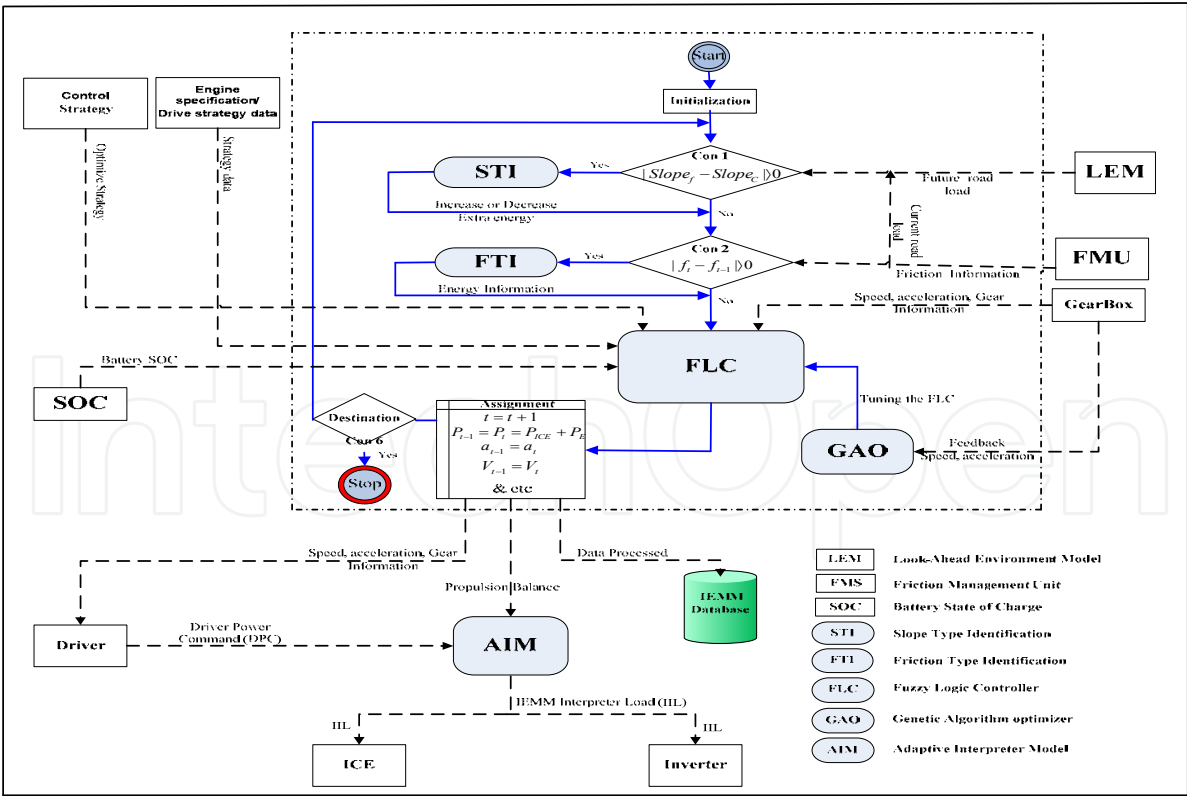 Start
Initialization
Control
Strategy
Engine
specification/
Drive strategy data
Optimize Strategy
Strategy data
Con 1
|Slope_f − Slope_C| ⟩0
Yes
STI
Increase or Decrease
Extra energy
No
Future road
load
LEM
Current road
load
Con 2
|f_t − f_{t−1}| ⟩0
Yes
FTI
Energy Information
No
FMU
Friction Information
Speed, acceleration, Gear
Information
GearBox
FLC
Battery SOC
SOC
Tuning the FLC
GAO
Feedback
Speed, acceleration
Destination
Con 6
Yes
Stop
Assignment
t = t + 1
P_{t−1} = P_t = P_{ICE} + P_E
a_{t−1} = a_t
V_{t−1} = V_t
& etc
IntechOpen
Speed, acceleration, Gear
Information
Data Processed
Propulsion Balance
IEMM
Database
Driver
Driver Power
Command (DPC)
AIM
IEMM Interpreter Load (IIL)
IIL
IIL
ICE
Inverter
LEM Look-Ahead Environment Model
FMS Friction Management Unit
SOC Battery State of Charge
STI Slope Type Identification
FTI Friction Type Identification
FLC Fuzzy Logic Controller
GAO Genetic Algorithm optimizer
AIM Adaptive Interpreter Model